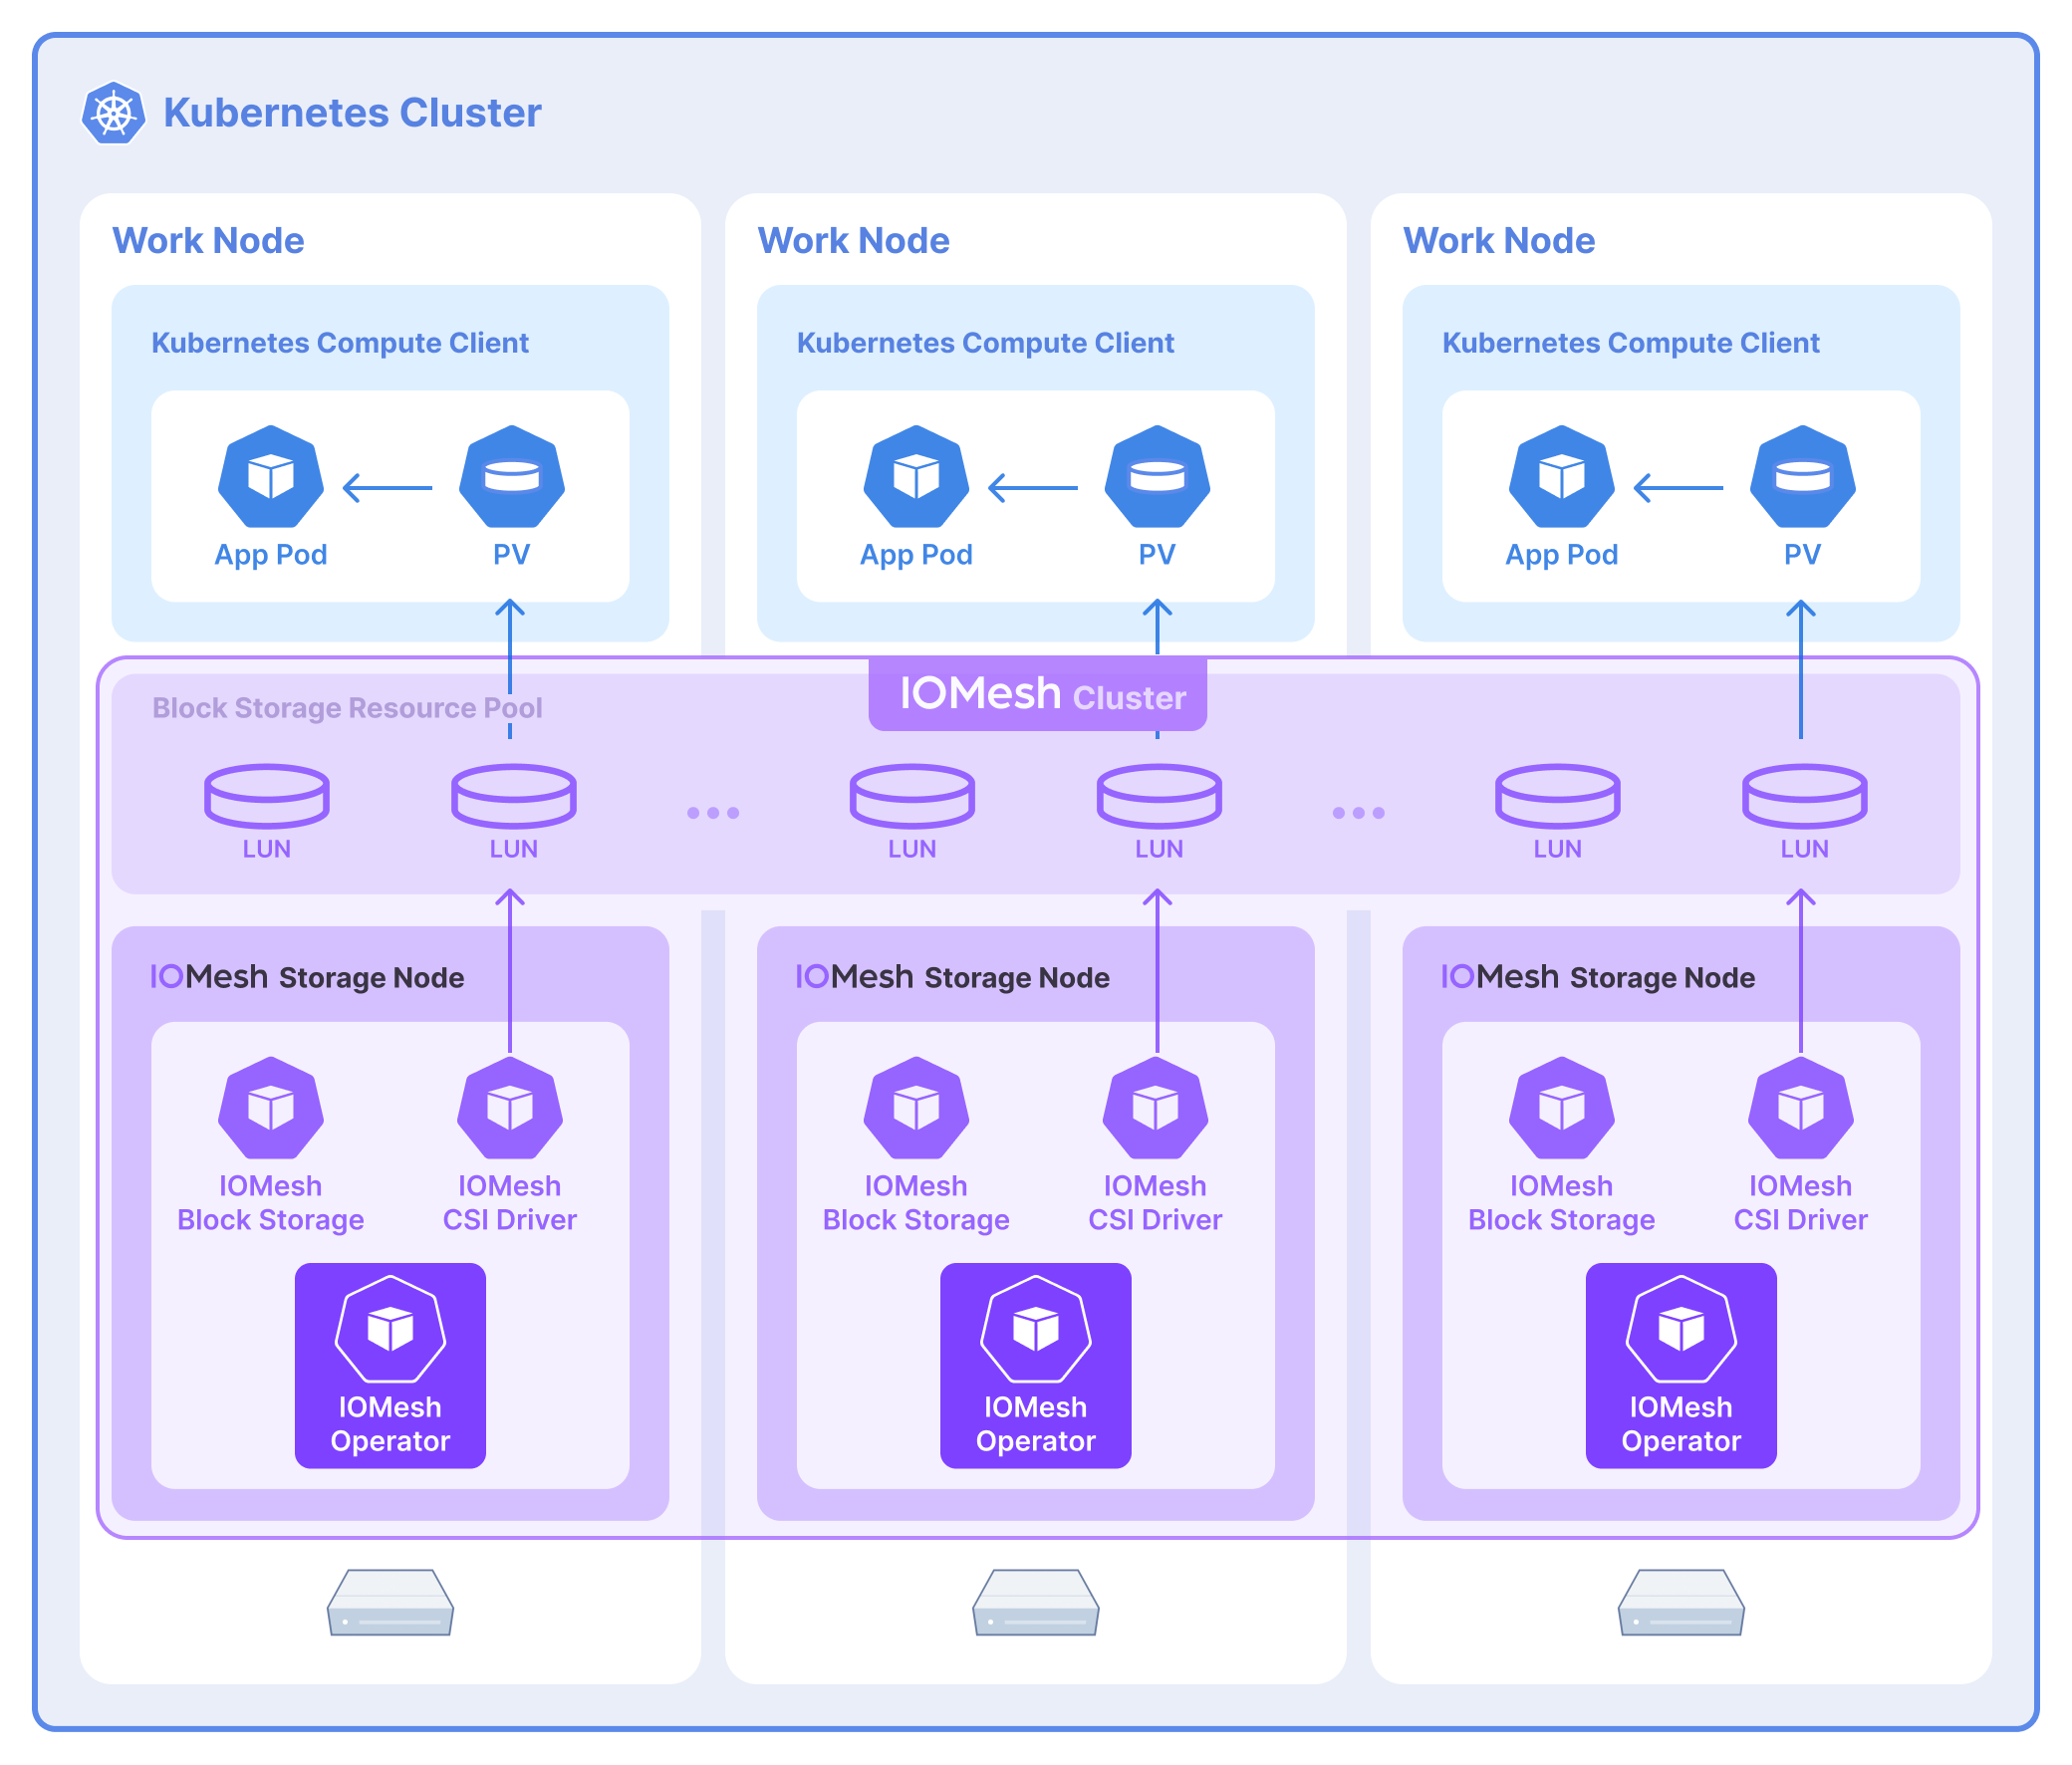 Kubernetes Cluster
Work Node
Work Node
Work Node
Kubernetes Compute Client
Kubernetes Compute Client
Kubernetes Compute Client
App Pod
PV
App Pod
PV
App Pod
PV
IOMesh Cluster
Block Storage Resource Pool
LUN
LUN
LUN
LUN
LUN
LUN
IOMesh Storage Node
IOMesh Storage Node
IOMesh Storage Node
IOMesh
Block Storage
IOMesh
CSI Driver
IOMesh
Block Storage
IOMesh
CSI Driver
IOMesh
Block Storage
IOMesh
CSI Driver
IOMesh
Operator
IOMesh
Operator
IOMesh
Operator